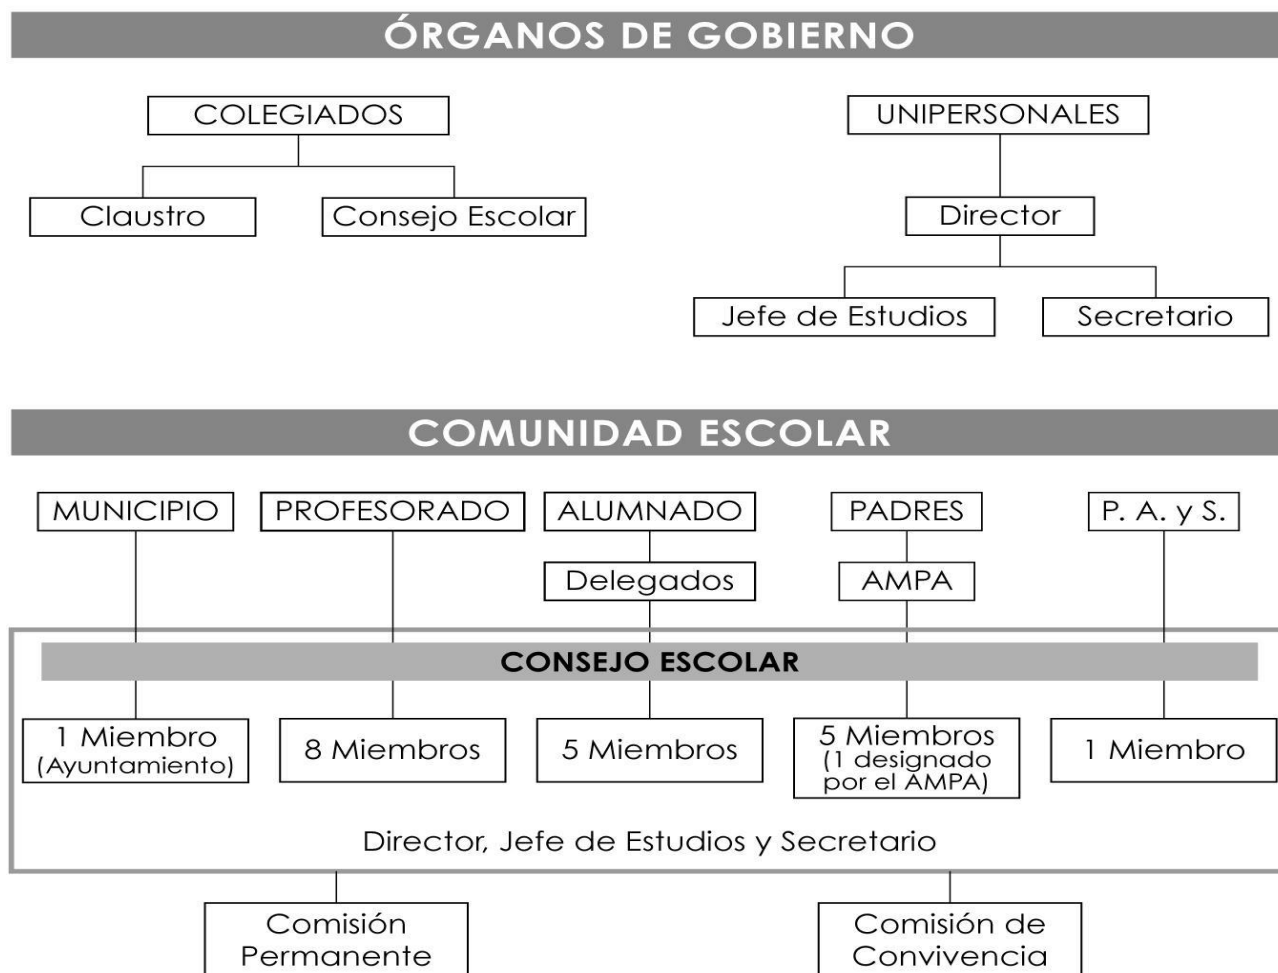 ÓRGANOS DE GOBIERNO
COLEGIADOS
UNIPERSONALES
Claustro
Consejo Escolar
Director
Jefe de Estudios
Secretario
COMUNIDAD ESCOLAR
MUNICIPIO
PROFESORADO
ALUMNADO
PADRES
P. A. y S.
Delegados
AMPA
CONSEJO ESCOLAR
1 Miembro
(Ayuntamiento)
8 Miembros
5 Miembros
5 Miembros
(1 designado
por el AMPA)
1 Miembro
Director, Jefe de Estudios y Secretario
Comisión
Permanente
Comisión de
Convivencia